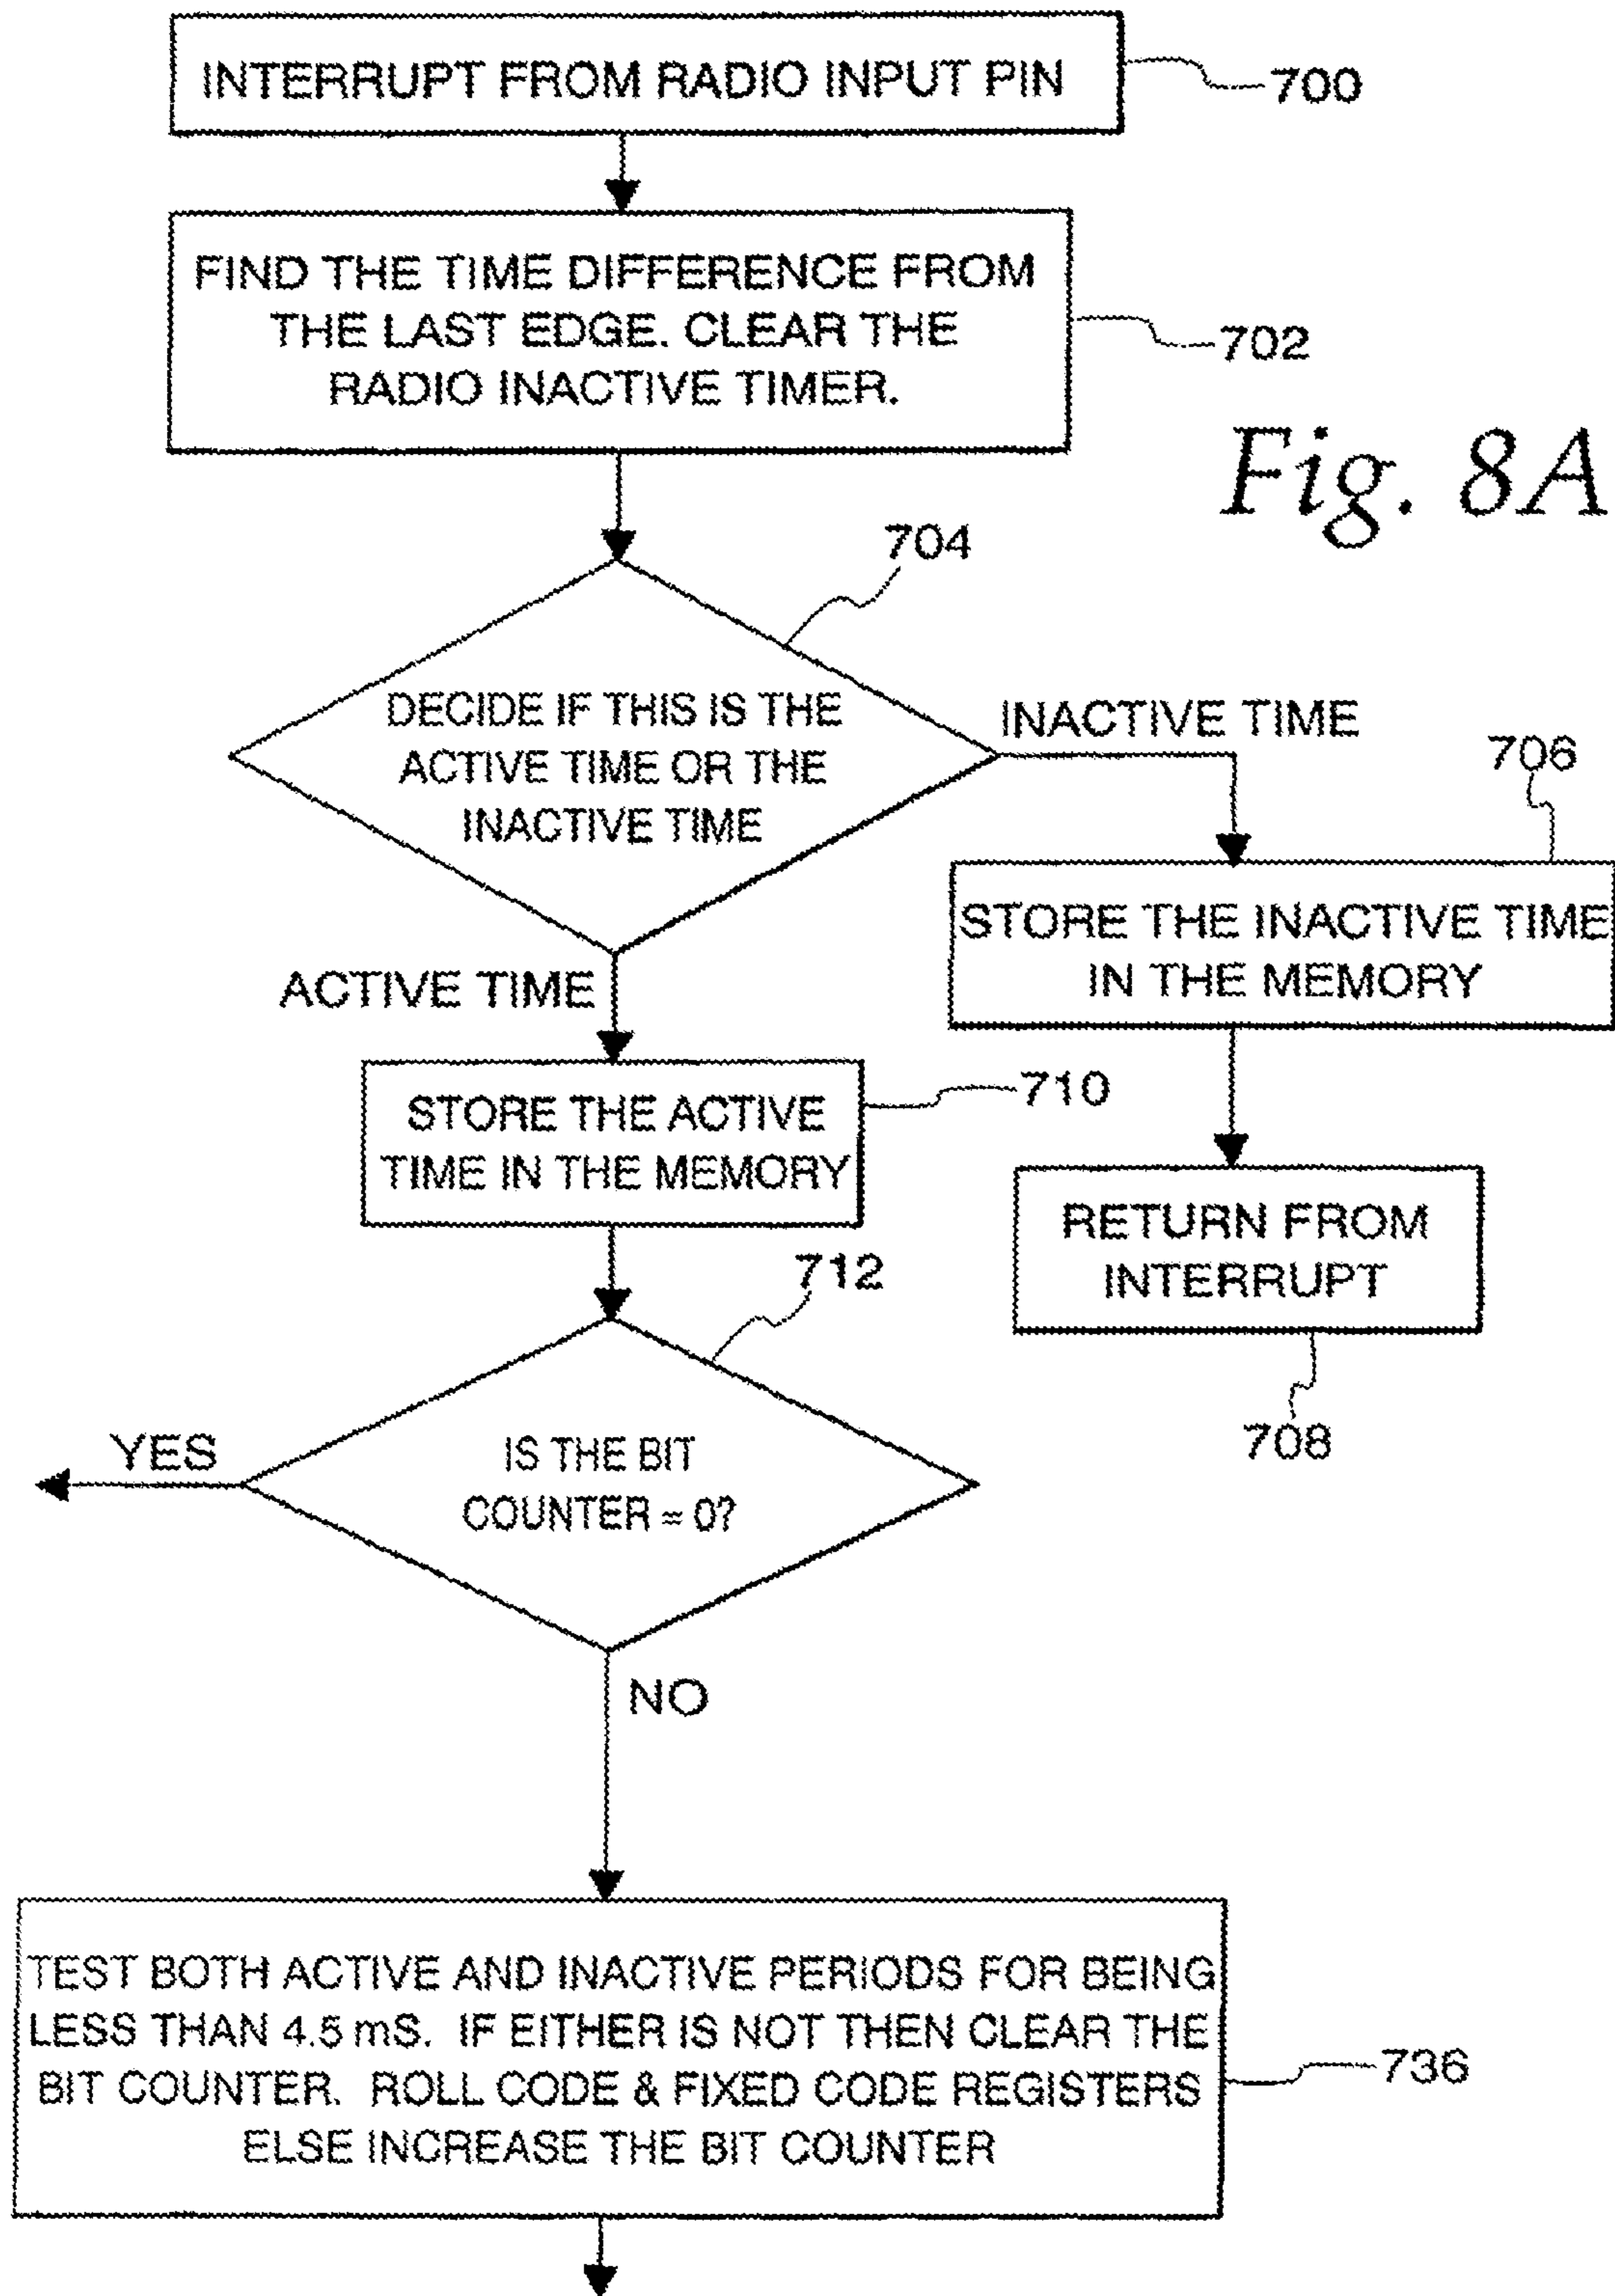 INTERRUPT FROM RADIO INPUT PIN
700
FIND THE TIME DIFFERENCE FROM
THE LAST EDGE. CLEAR THE
RADIO INACTIVE TIMER.
702
Fig. 8A
704
DECIDE IF THIS IS THE
ACTIVE TIME OR THE
INACTIVE TIME
INACTIVE TIME
706
STORE THE INACTIVE TIME
IN THE MEMORY
ACTIVE TIME
STORE THE ACTIVE
TIME IN THE MEMORY
710
RETURN FROM
INTERRUPT
708
712
IS THE BIT
COUNTER = 0?
YES
NO
TEST BOTH ACTIVE AND INACTIVE PERIODS FOR BEING
LESS THAN 4.5 mS. IF EITHER IS NOT THEN CLEAR THE
BIT COUNTER. ROLL CODE & FIXED CODE REGISTERS
ELSE INCREASE THE BIT COUNTER
736